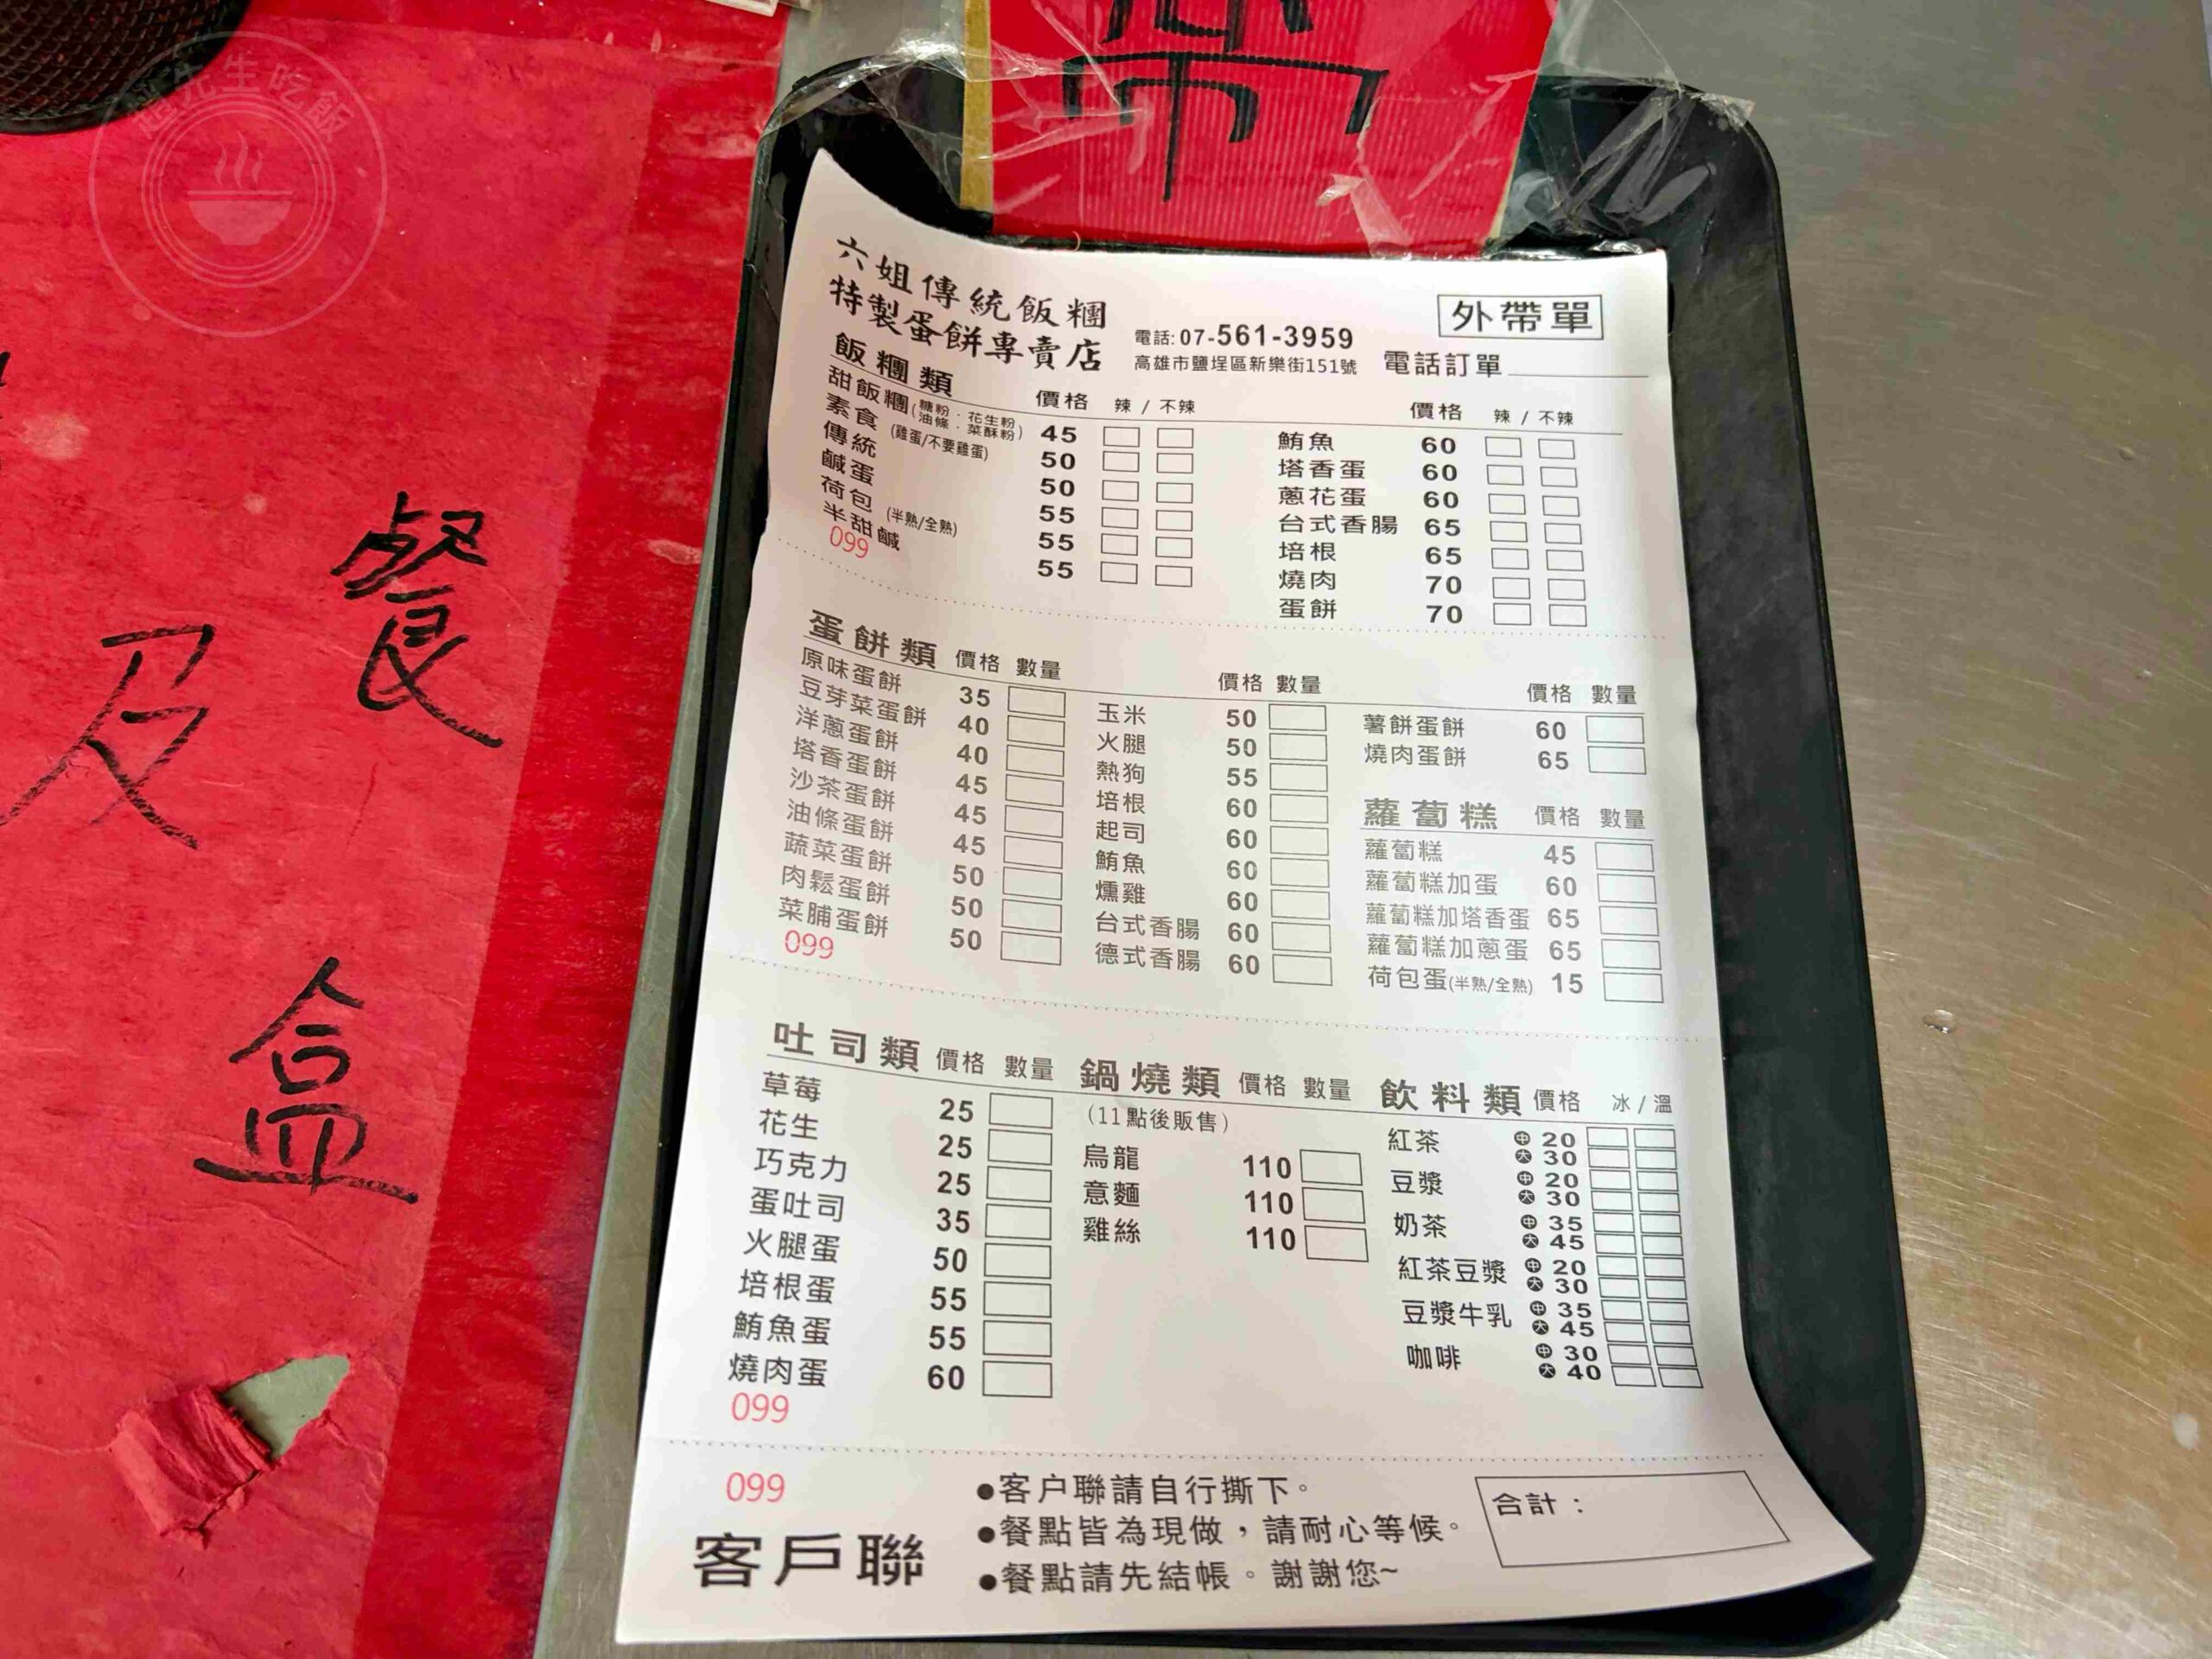 先生吃飯
帶
餐
及
盒
六姐傳統飯糰
特製蛋餅專賣店
電話: 07-561-3959
高雄市鹽埕區新樂街151號
外帶單
電話訂單
飯糰類 價格 辣 / 不辣
甜飯糰(糖粉．花生粉 油條．菜酥粉) 45
素食 (雞蛋/不要雞蛋) 50
傳統 50
鹹蛋 55
荷包 (半熟/全熟) 55
半甜鹹 55
099
價格 辣 / 不辣
鮪魚 60
塔香蛋 60
蔥花蛋 60
台式香腸 65
培根 65
燒肉 70
蛋餅 70
蛋餅類 價格 數量
原味蛋餅 35
豆芽菜蛋餅 40
洋蔥蛋餅 40
塔香蛋餅 45
沙茶蛋餅 45
油條蛋餅 45
蔬菜蛋餅 50
肉鬆蛋餅 50
菜脯蛋餅 50
099
價格 數量
玉米 50
火腿 50
熱狗 55
培根 60
起司 60
鮪魚 60
燻雞 60
台式香腸 60
德式香腸 60
價格 數量
薯餅蛋餅 60
燒肉蛋餅 65
蘿蔔糕 價格 數量
蘿蔔糕 45
蘿蔔糕加蛋 60
蘿蔔糕加塔香蛋 65
蘿蔔糕加蔥蛋 65
荷包蛋(半熟/全熟) 15
吐司類 價格 數量
草莓 25
花生 25
巧克力 25
蛋吐司 35
火腿蛋 50
培根蛋 55
鮪魚蛋 55
燒肉蛋 60
099
鍋燒類 價格 數量
(11點後販售)
烏龍 110
意麵 110
雞絲 110
飲料類 價格 冰 / 溫
紅茶 中 20
大 30
豆漿 中 20
大 30
奶茶 中 35
大 45
紅茶豆漿 中 20
大 30
豆漿牛乳 中 35
大 45
咖啡 中 30
大 40
099
客戶聯
●客户聯請自行撕下。
●餐點皆為現做，請耐心等候。
●餐點請先結帳。謝謝您~
合計：